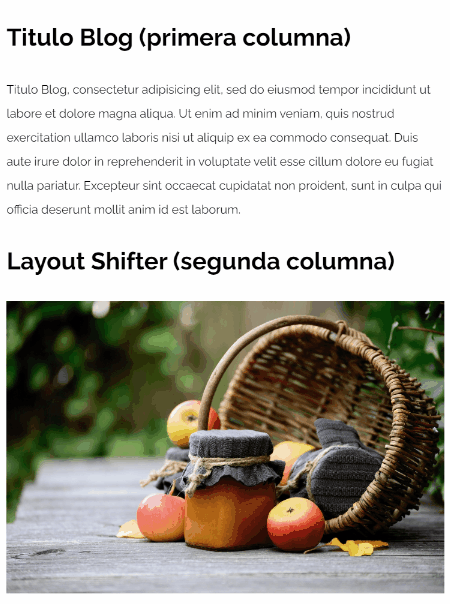 Titulo Blog (primera columna)
Titulo Blog, consectetur adipisicing elit, sed do eiusmod tempor incididunt ut
labore et dolore magna aliqua. Ut enim ad minim veniam, quis nostrud
exercitation ullamco laboris nisi ut aliquip ex ea commodo consequat. Duis
aute irure dolor in reprehenderit in voluptate velit esse cillum dolore eu fugiat
nulla pariatur. Excepteur sint occaecat cupidatat non proident, sunt in culpa qui
officia deserunt mollit anim id est laborum.
Layout Shifter (segunda columna)